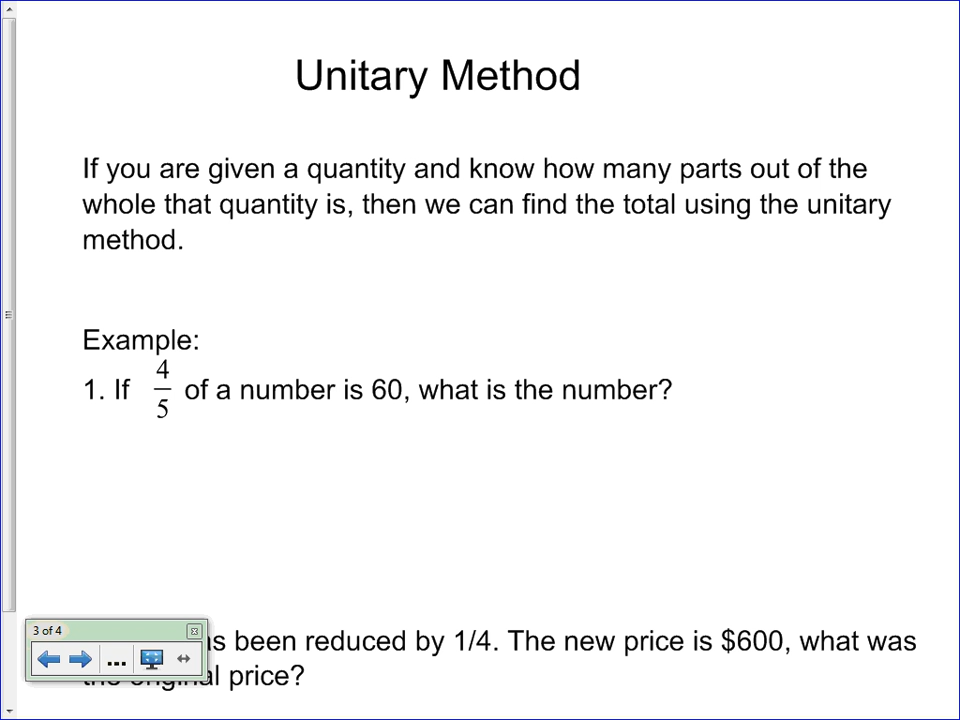 Unitary Method
If you are given a quantity and know how many parts out of the
whole that quantity is, then we can find the total using the unitary
method.
Example:
1. If 4/5 of a number is 60, what is the number?
3 of 4
been reduced by 1/4. The new price is $600, what was
price?